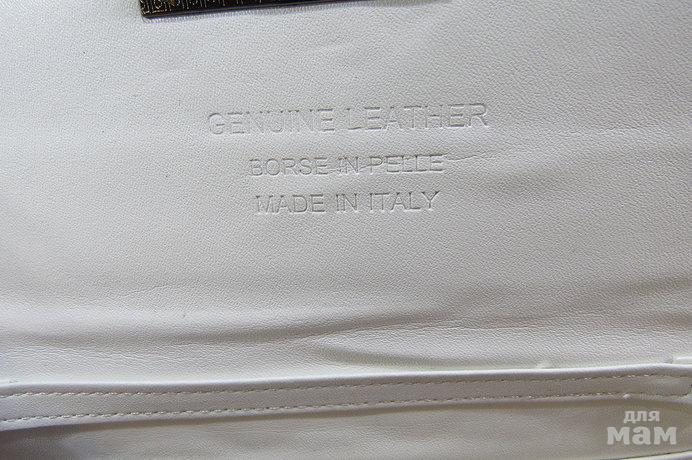 GENUINE LEATHER
BORSE IN PELLE
MADE IN ITALY
для
мам